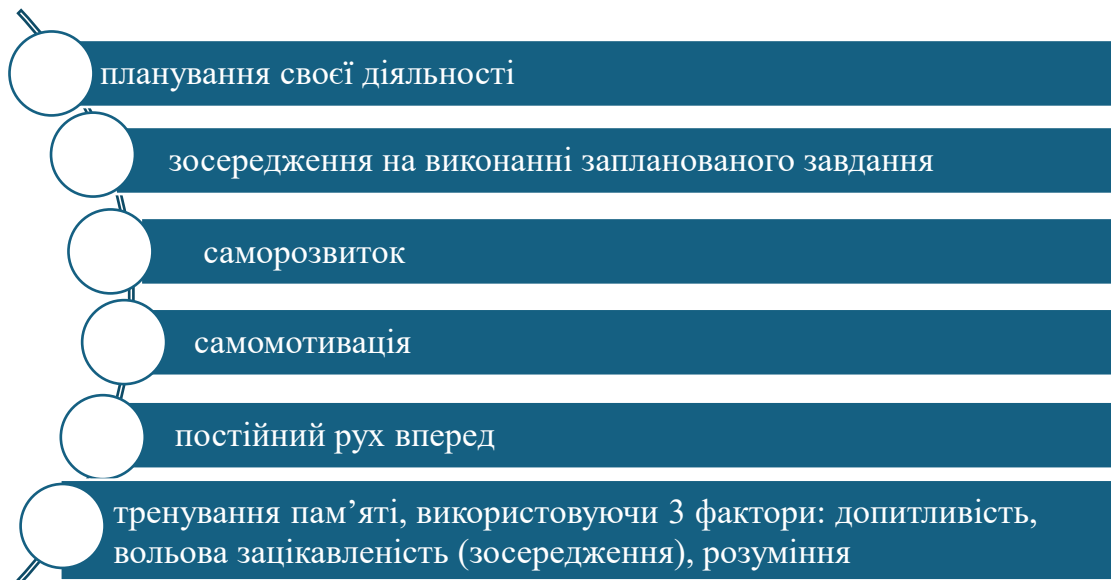 планування своєї діяльності
зосередження на виконанні запланованого завдання
саморозвиток
самомотивація
постійний рух вперед
тренування пам’яті, використовуючи 3 фактори: допитливість,
вольова зацікавленість (зосередження), розуміння